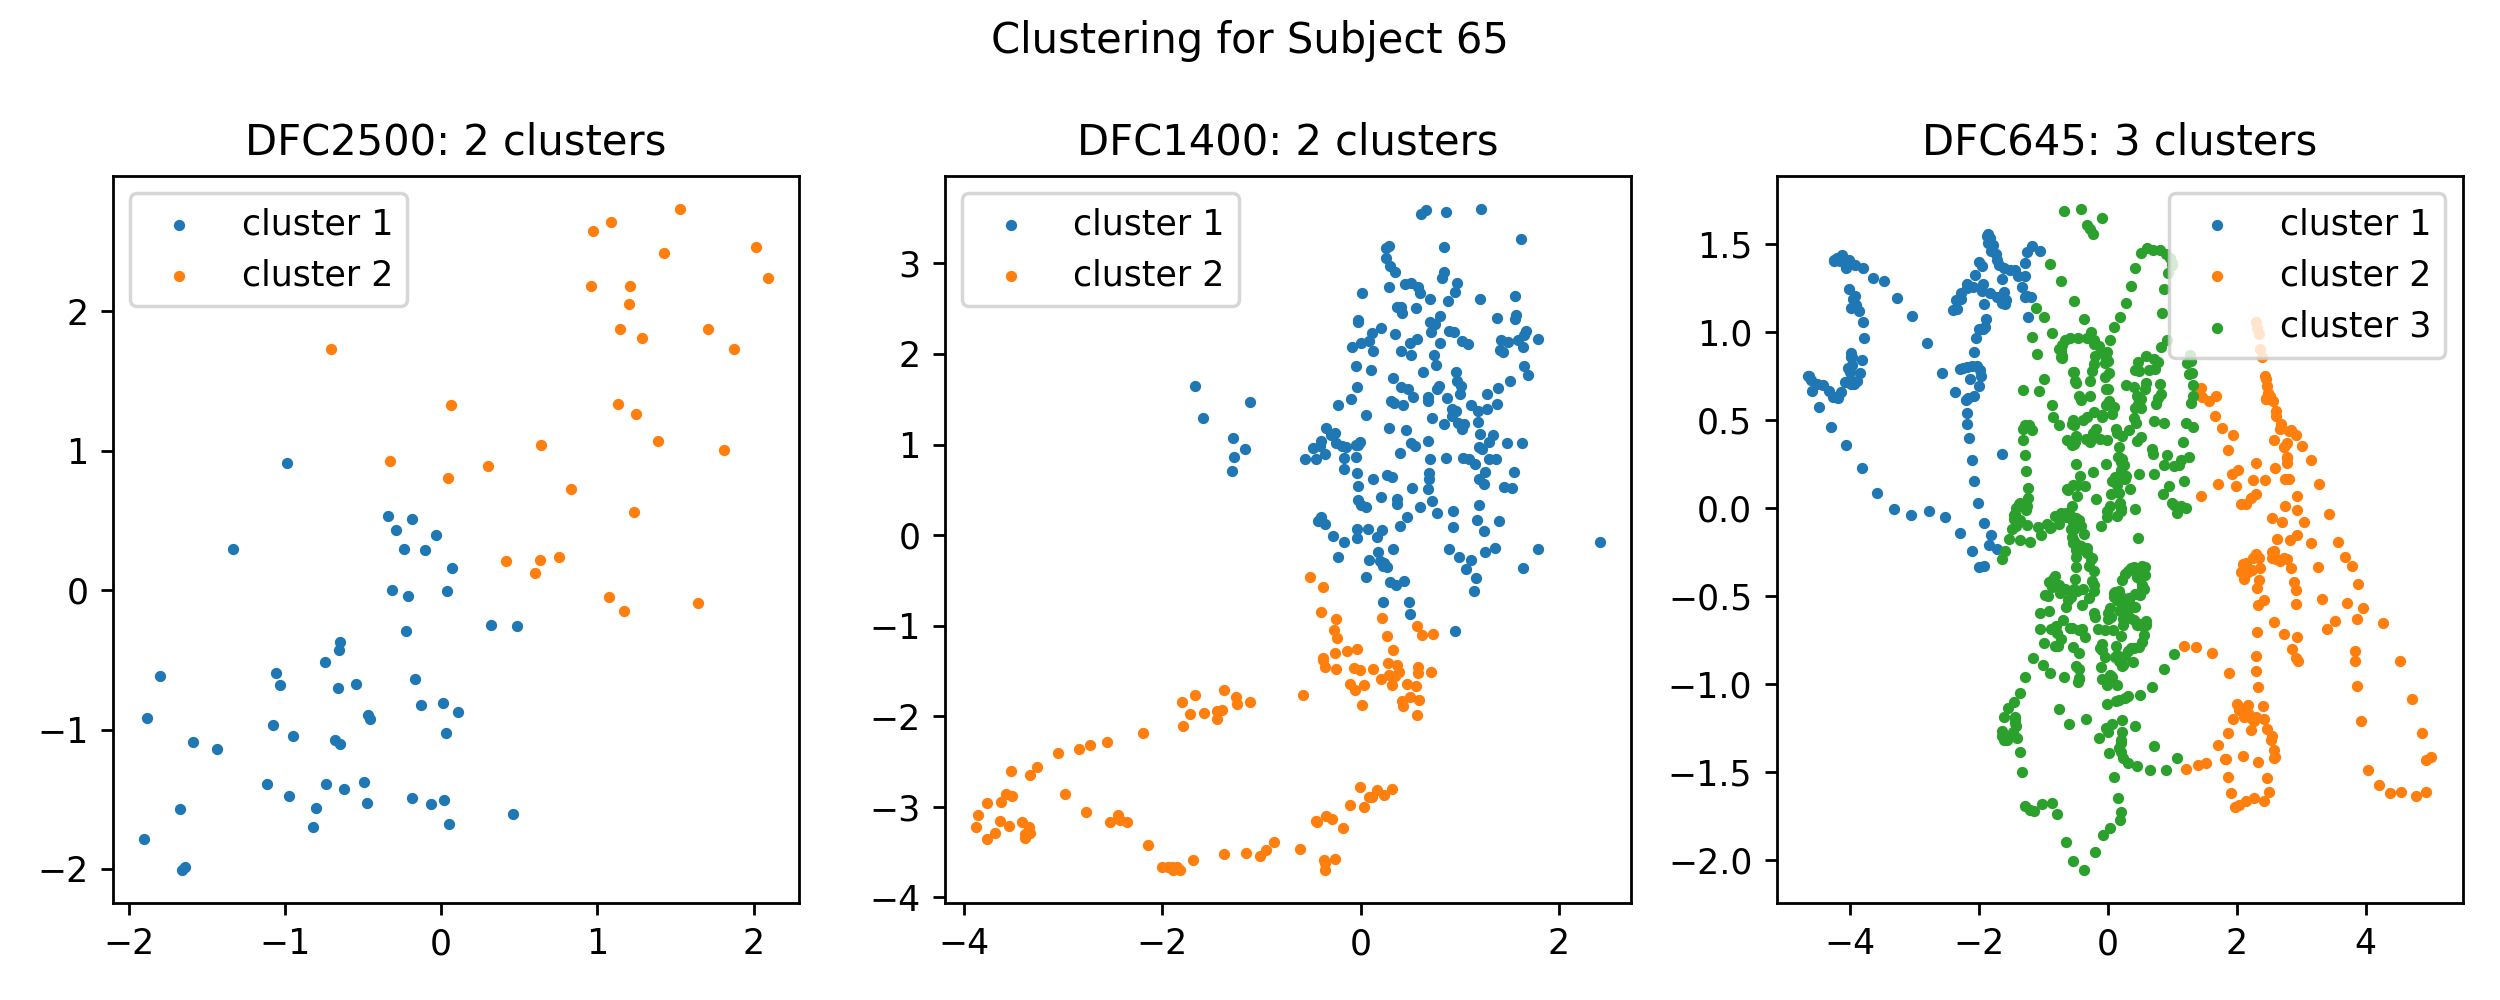 Clustering for Subject 65
DFC2500: 2 clusters
cluster 1
cluster 2
2
1
0
−1
−2
−2 −1 0 1 2
DFC1400: 2 clusters
cluster 1
cluster 2
3
2
1
0
−1
−2
−3
−4
−4 −2 0 2
DFC645: 3 clusters
cluster 1
cluster 2
cluster 3
1.5
1.0
0.5
0.0
−0.5
−1.0
−1.5
−2.0
−4 −2 0 2 4